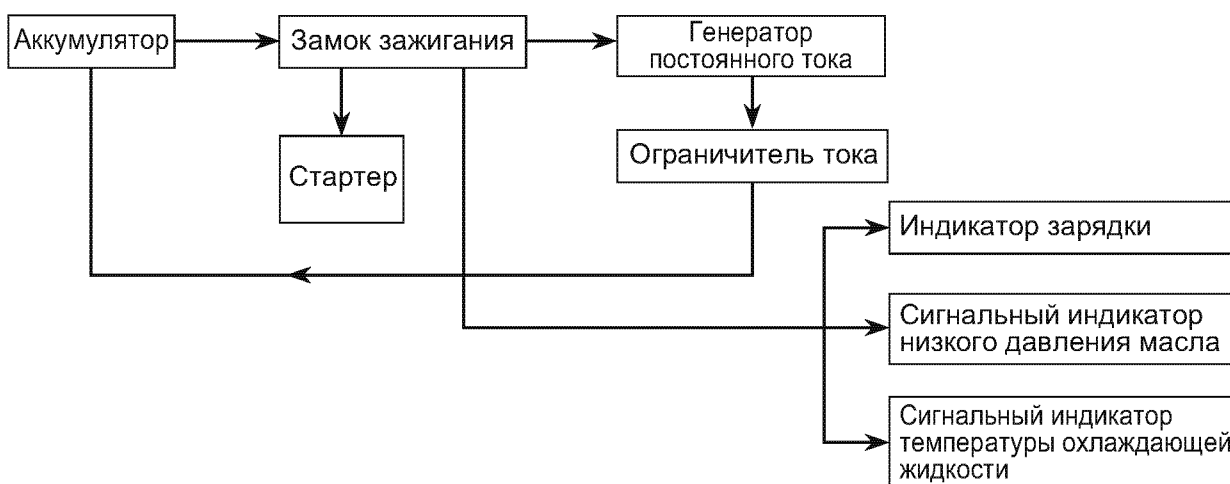 Аккумулятор
Замок зажигания
Генератор
постоянного тока
Стартер
Ограничитель тока
Индикатор зарядки
Сигнальный индикатор
низкого давления масла
Сигнальный индикатор
температуры охлаждающей
жидкости